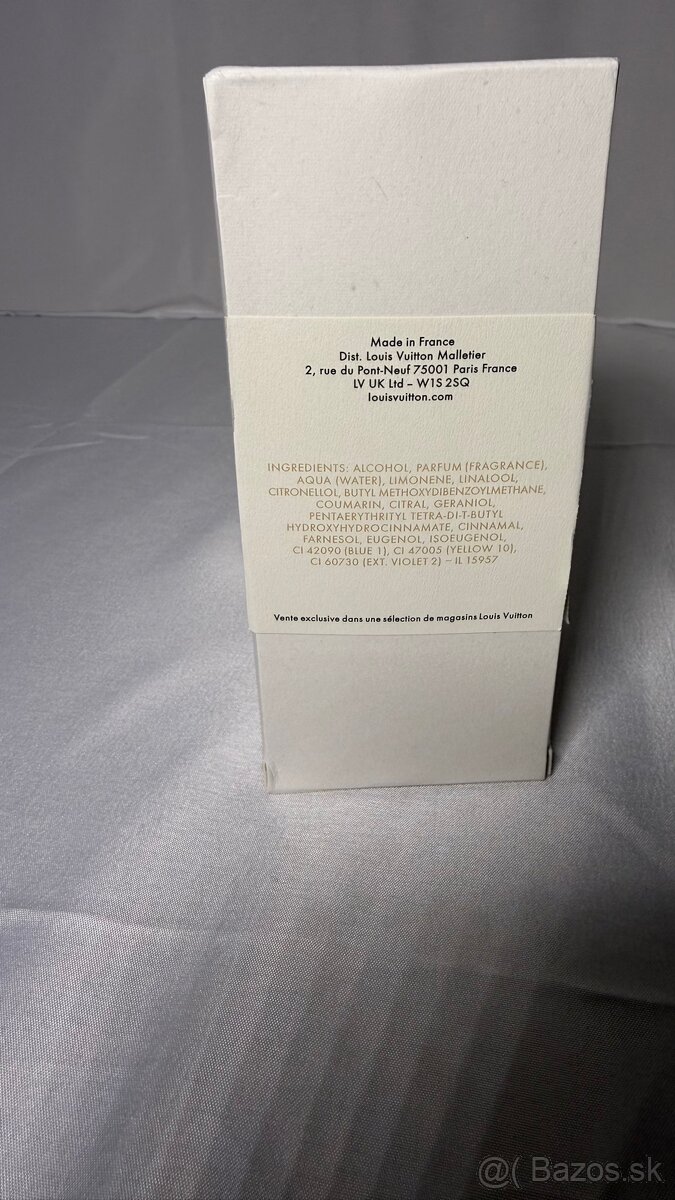 Made in France
Dist. Louis Vuitton Malletier
2, rue du Pont-Neuf 75001 Paris France
LV UK Ltd – W1S 2SQ
louisvuitton.com
INGREDIENTS: ALCOHOL, PARFUM (FRAGRANCE),
AQUA (WATER), LIMONENE, LINALOOL,
CITRONELLOL, BUTYL METHOXYDIBENZOYLMETHANE,
COUMARIN, CITRAL, GERANIOL,
PENTAERYTHRITYL TETRA-DI-T-BUTYL
HYDROXYHYDROCINNAMATE, CINNAMAL,
FARNESOL, EUGENOL, ISOEUGENOL,
CI 42090 (BLUE 1), CI 47005 (YELLOW 10),
CI 60730 (EXT. VIOLET 2) – IL 15957
Vente exclusive dans une sélection de magasins Louis Vuitton
@( Bazos.sk